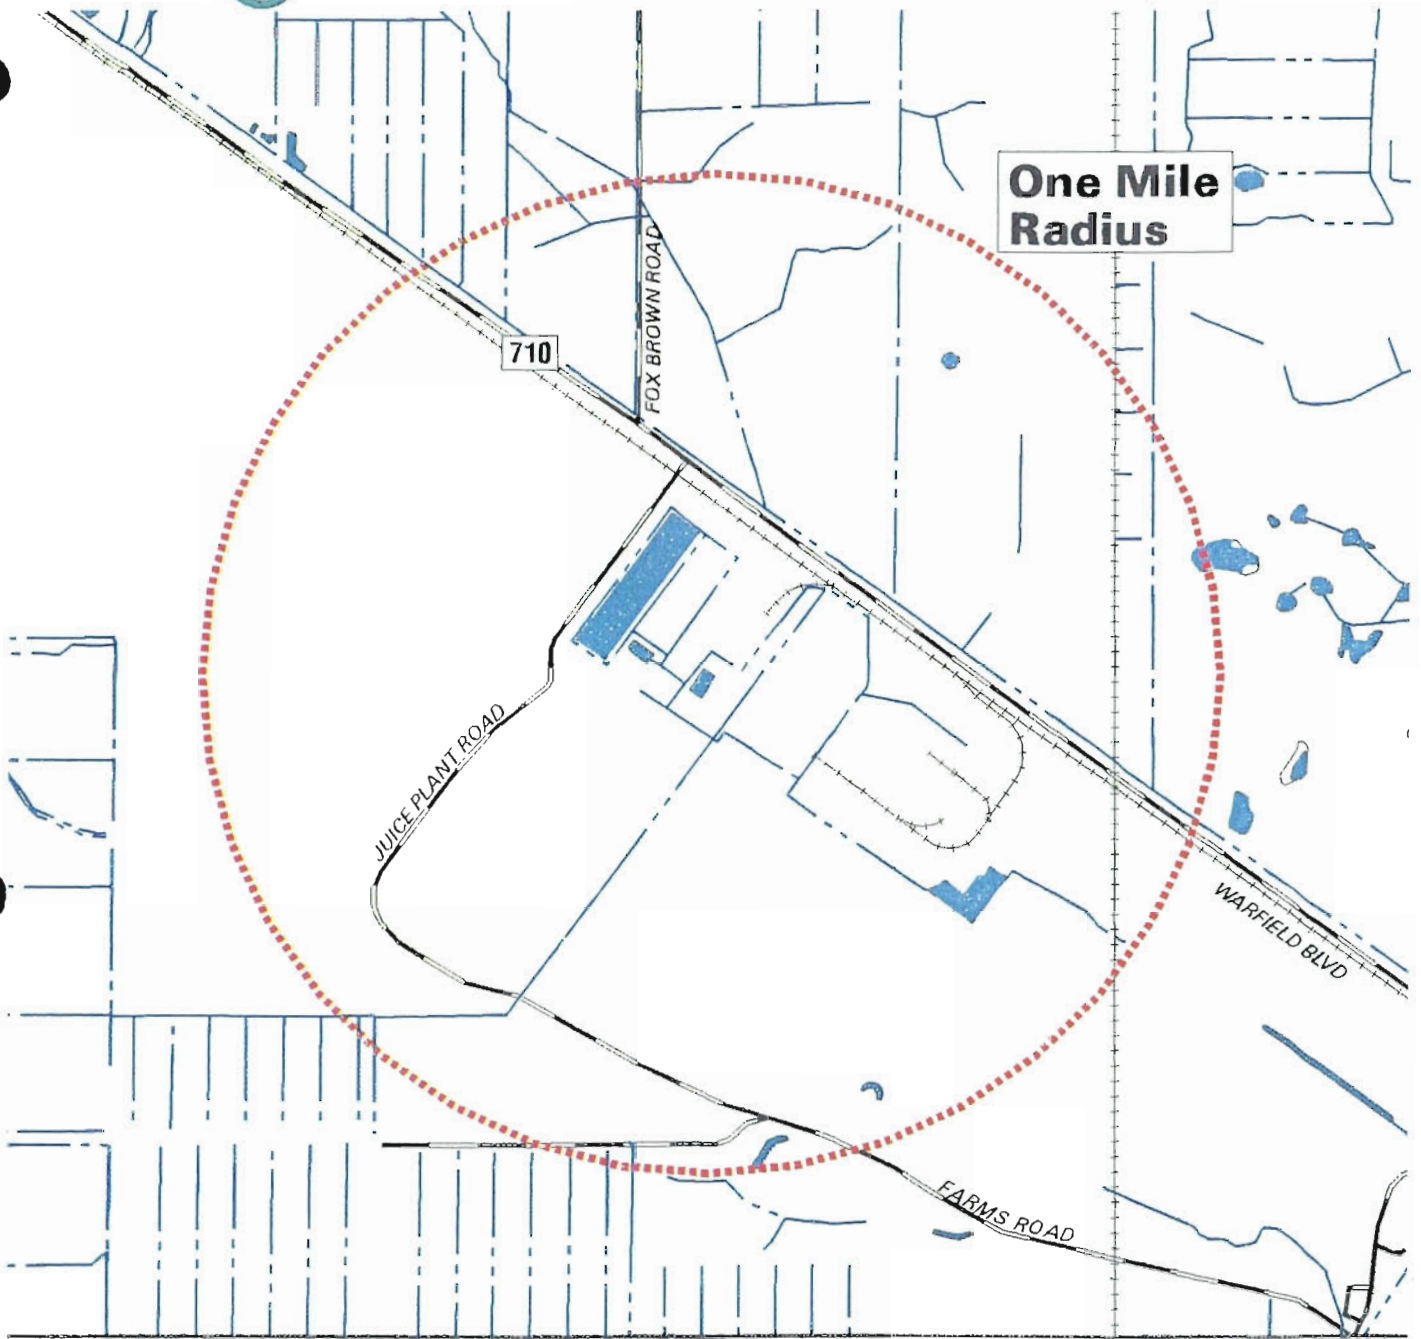 One Mile
Radius
FOX BROWN ROAD
710
JUICE PLANT ROAD
WARFIELD BLVD
FARMS ROAD